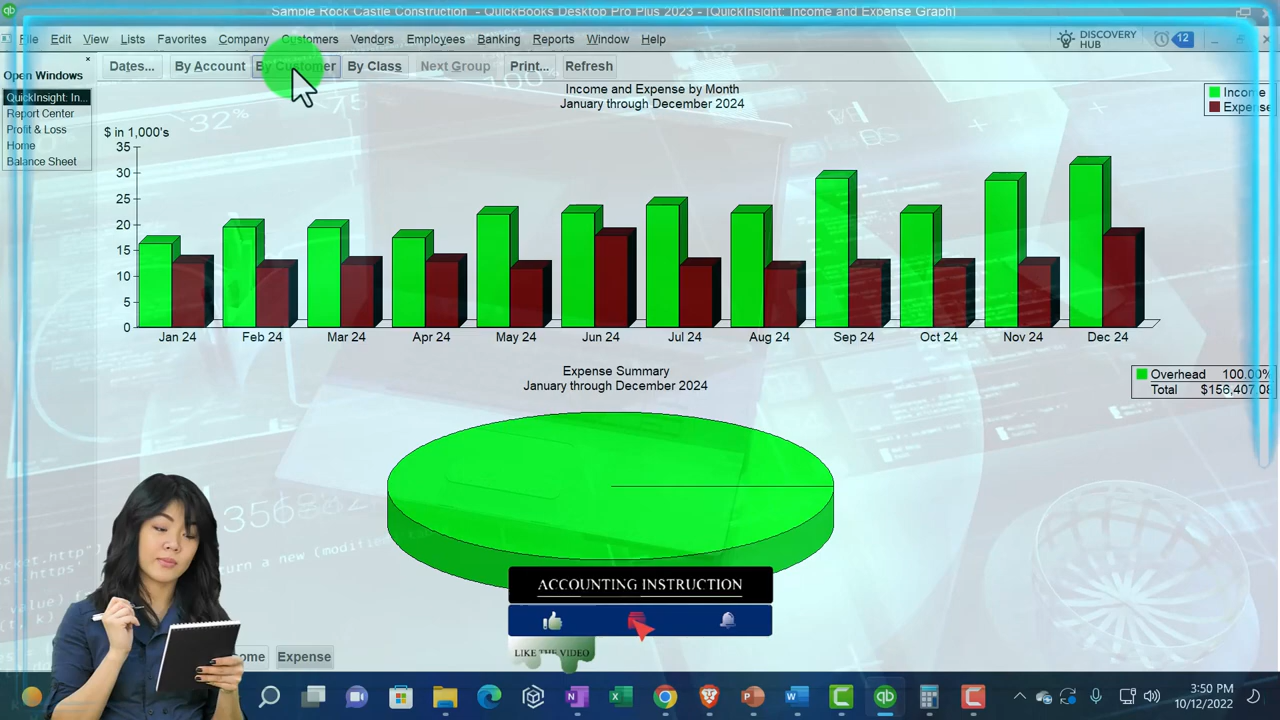 Sample Rock Castle Construction - QuickBooks Desktop Pro Plus 2023 - [QuickInsight: Income and Expense Graph]
File Edit View Lists Favorites Company Customers Vendors Employees Banking Reports Window Help
DISCOVERY HUB
12
Open Windows
QuickInsight: In...
Report Center
Profit & Loss
Home
Balance Sheet
Dates... By Account By Customer By Class Next Group Print... Refresh
Income and Expense by Month
January through December 2024
Income
Expense
32%
$ in 1,000's
35
30
25
20
15
10
5
0
Jan 24 Feb 24 Mar 24 Apr 24 May 24 Jun 24 Jul 24 Aug 24 Sep 24 Oct 24 Nov 24 Dec 24
Expense Summary
January through December 2024
Overhead 100.00%
Total $156,407.08
ACCOUNTING INSTRUCTION
LIKE THE VIDEO
Expense
3:50 PM
10/12/2022